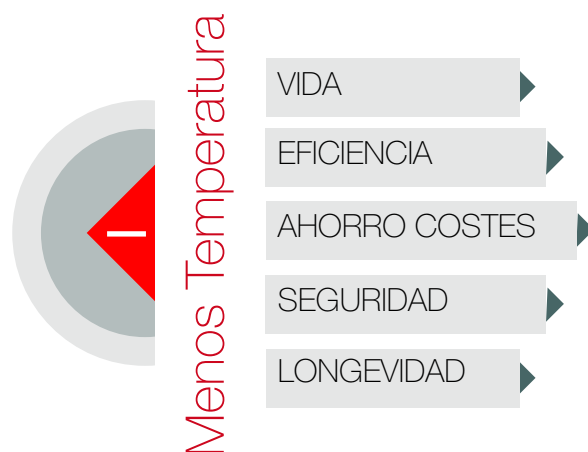 Menos Temperatura
VIDA
EFICIENCIA
AHORRO COSTES
SEGURIDAD
LONGEVIDAD